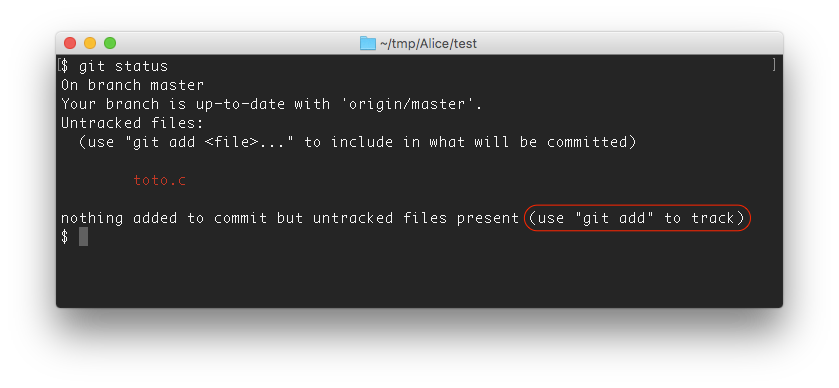 ~/tmp/Alice/test
[$ git status ]
On branch master
Your branch is up-to-date with 'origin/master'.
Untracked files:
  (use "git add <file>..." to include in what will be committed)
        toto.c
nothing added to commit but untracked files present (use "git add" to track)
$